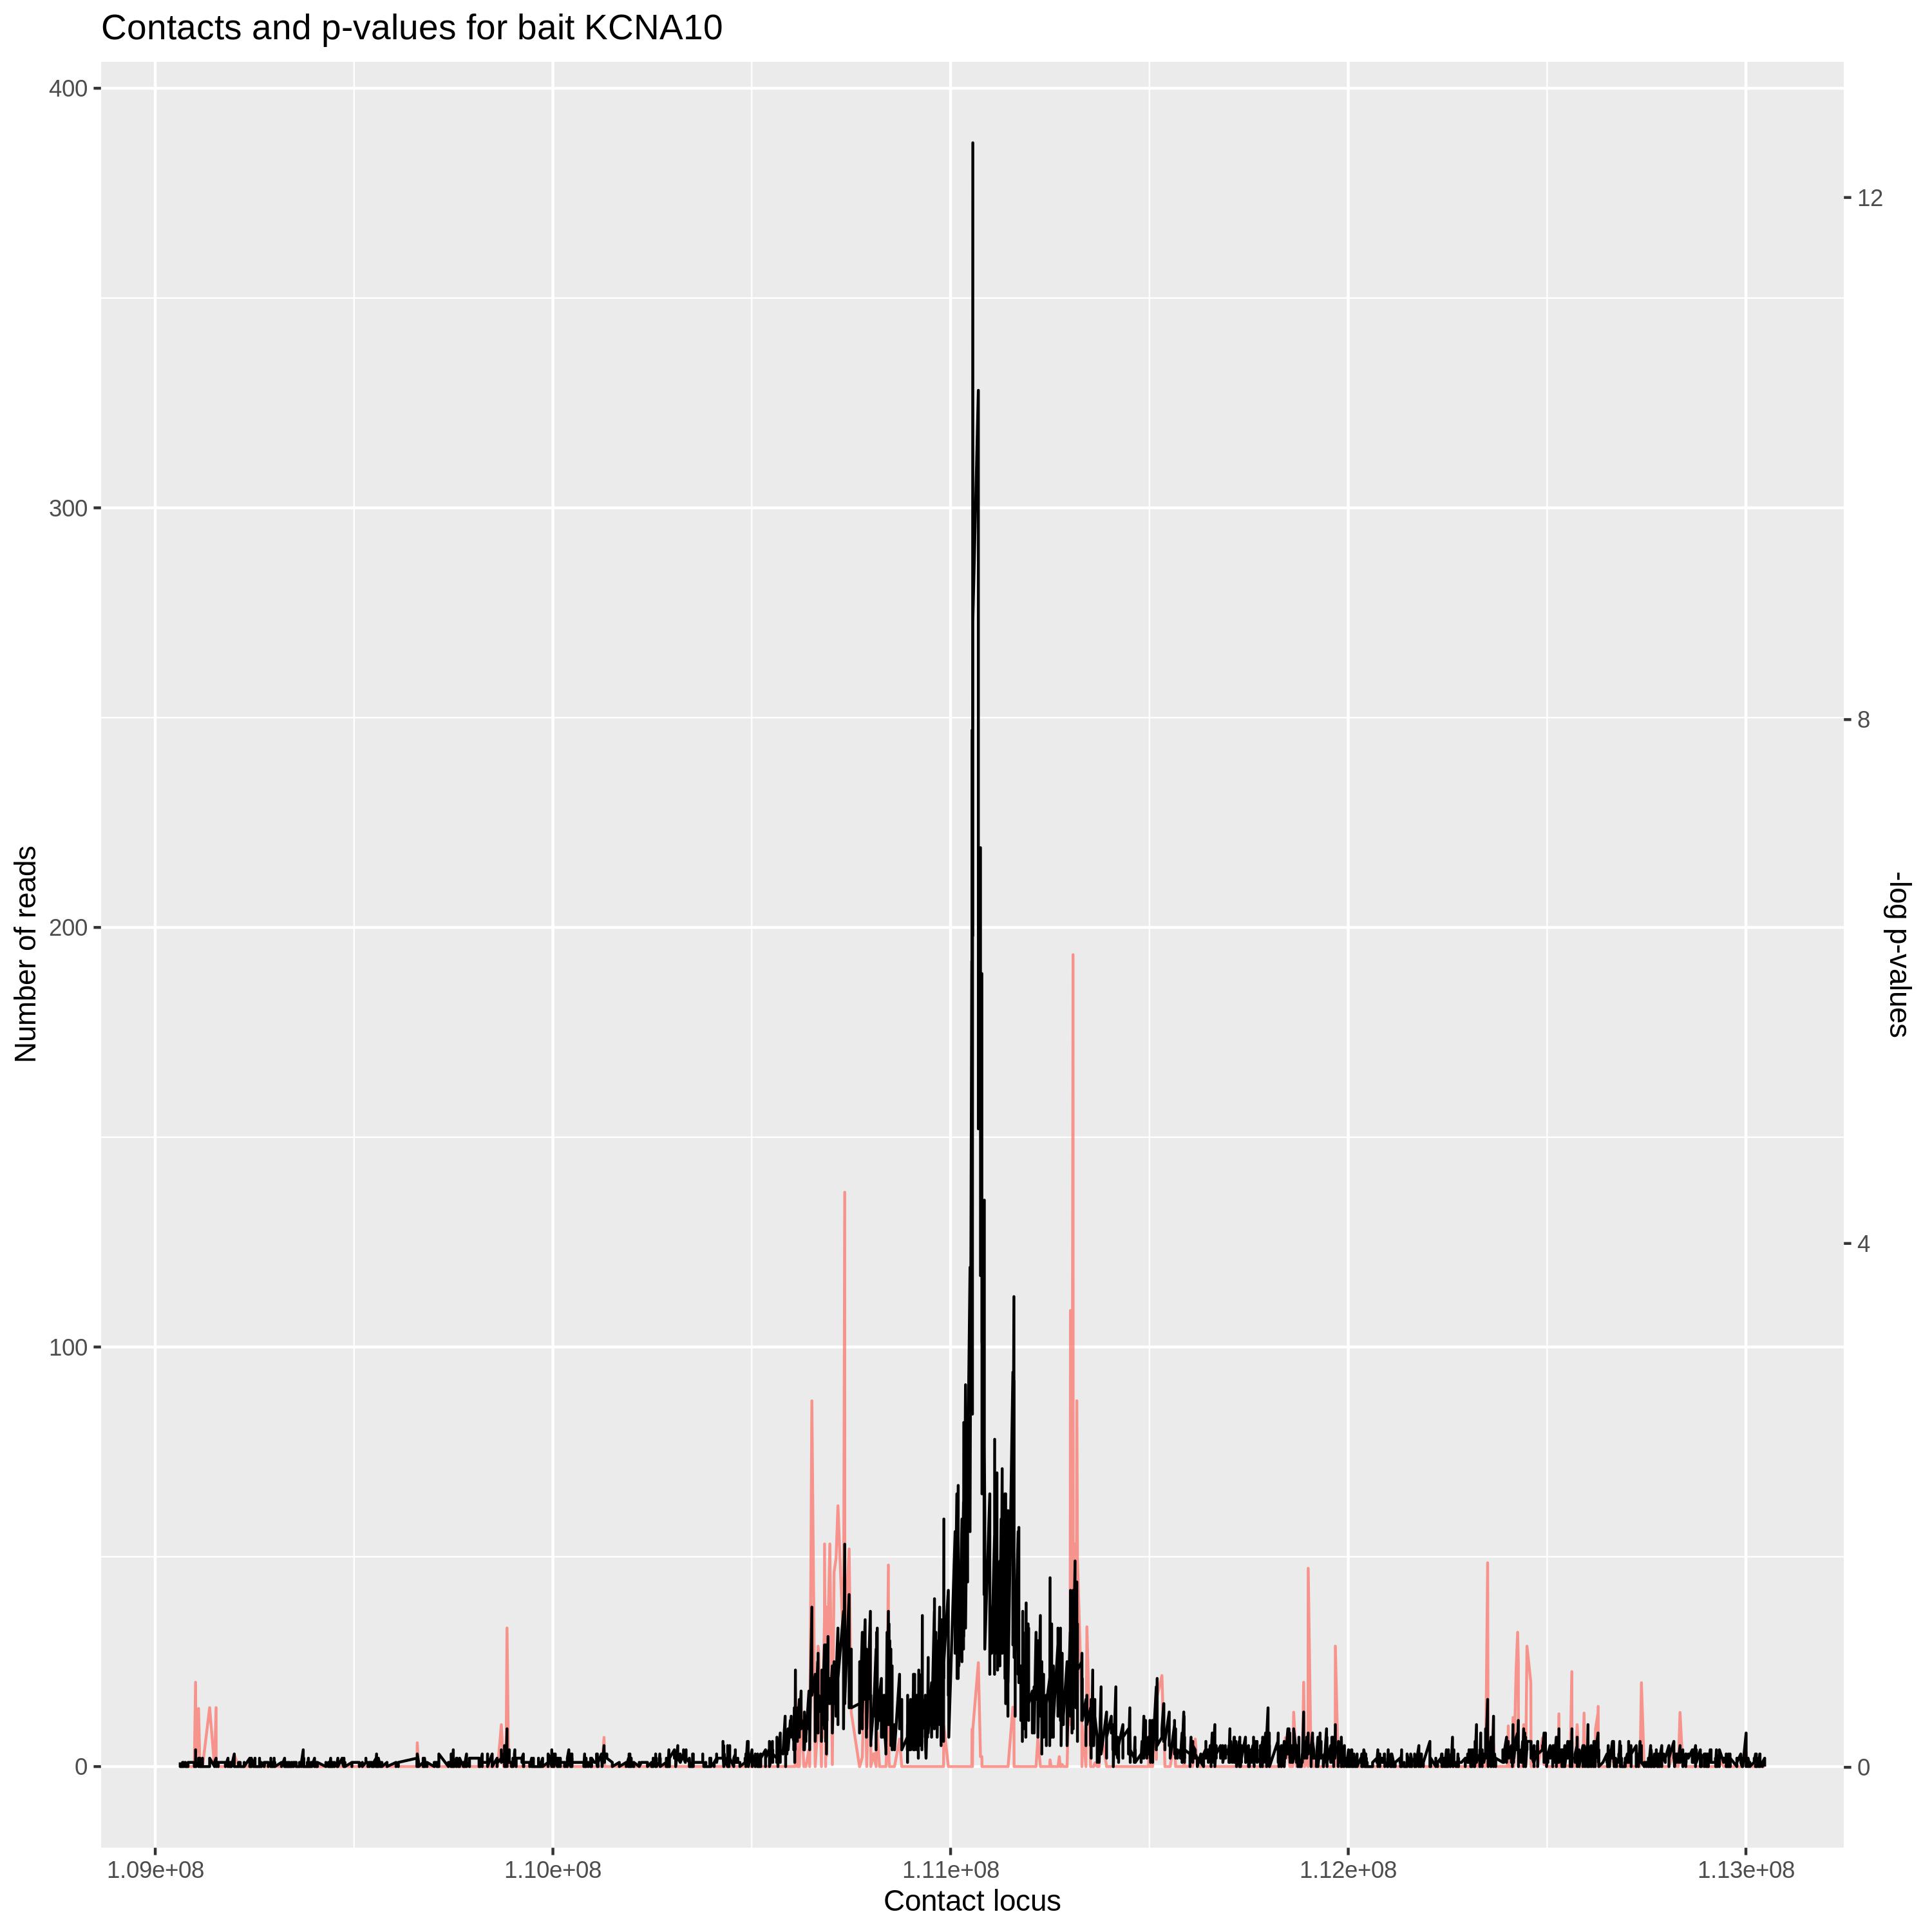 Contacts and p-values for bait KCNA10
400
300
200
100
0
Number of reads
12
8
4
0
-log p-values
1.09e+08
1.10e+08
1.11e+08
1.12e+08
1.13e+08
Contact locus